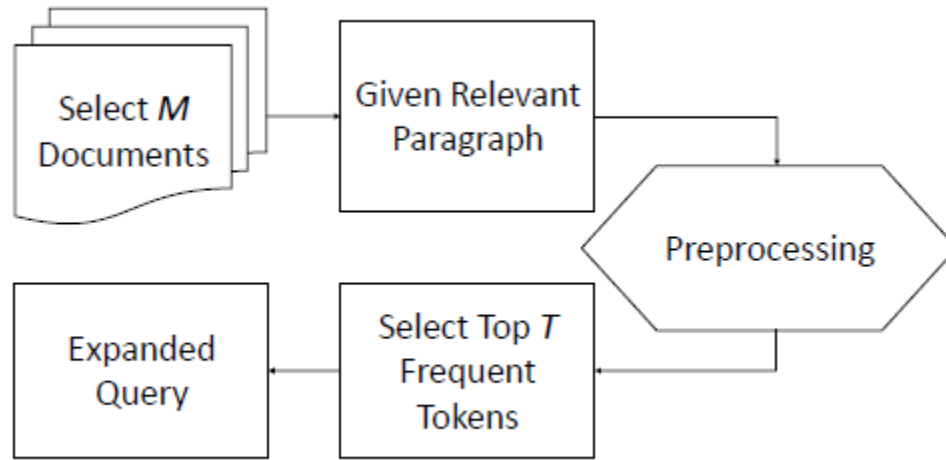 Select M
Documents
Given Relevant
Paragraph
Preprocessing
Select Top T
Frequent
Tokens
Expanded
Query